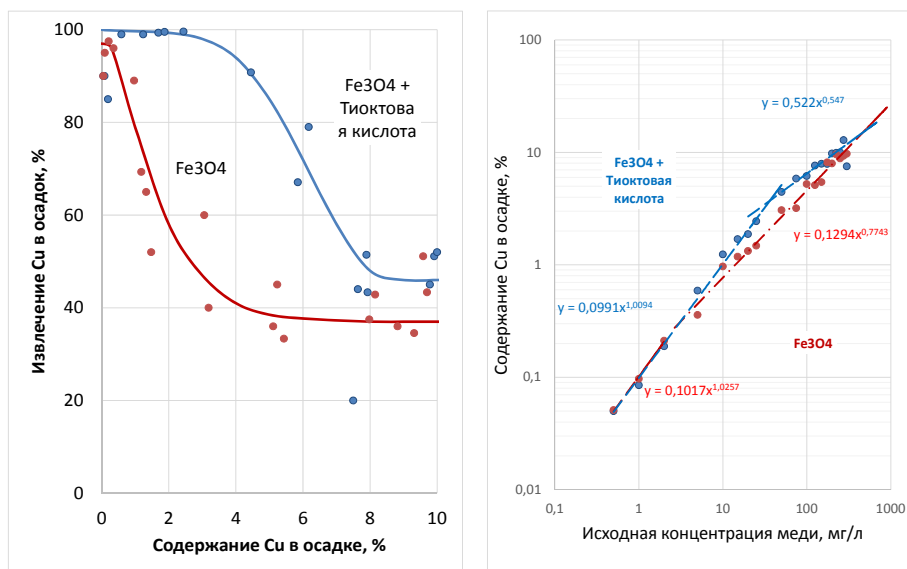 100
80
60
40
20
0
0
2
4
6
8
10
Извлечение Cu в осадок, %
Содержание Cu в осадке, %
Fe3O4 +
Тиоктова
я кислота
Fe3O4
100
10
1
0,1
0,01
0,1
1
10
100
1000
Содержание Cu в осадке, %
Исходная концентрация меди, мг/л
y = 0,522x^0,547
Fe3O4 +
Тиоктовая
кислота
y = 0,1294x^0,7743
y = 0,0991x^1,0094
Fe3O4
y = 0,1017x^1,0257